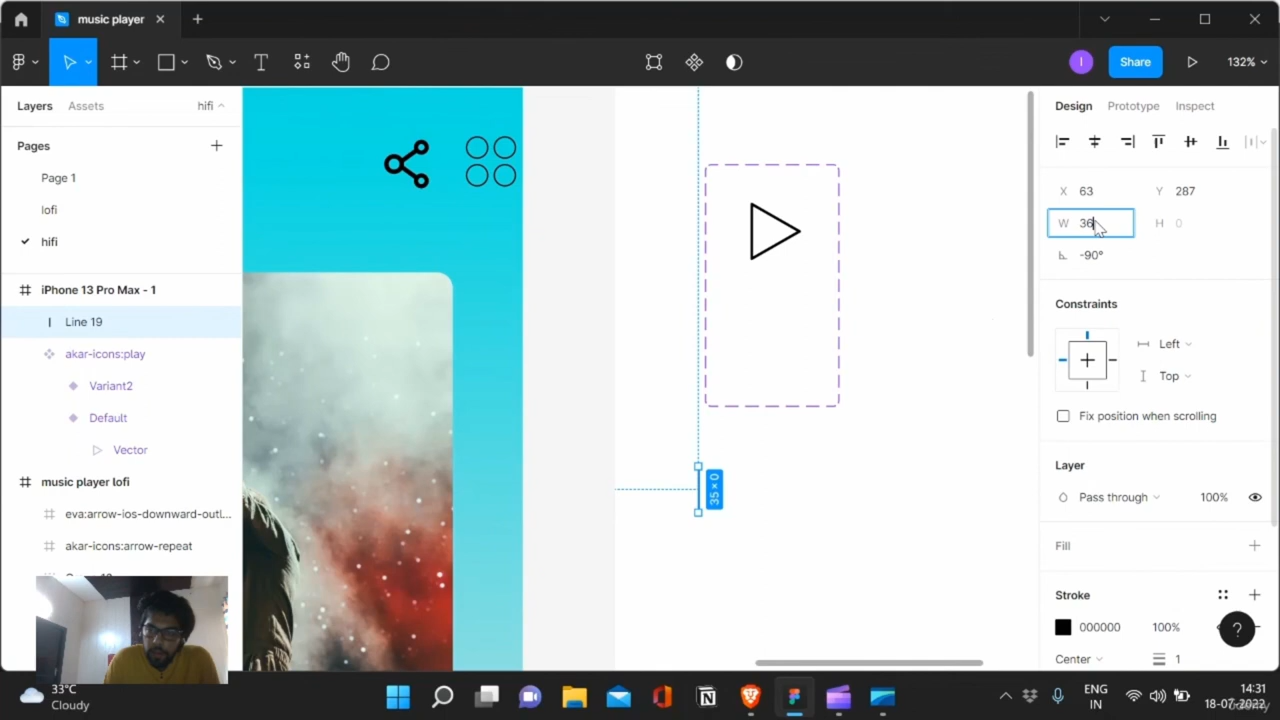 music player
Share
132%
Layers
Assets
hifi
Pages
Page 1
lofi
hifi
iPhone 13 Pro Max - 1
Line 19
akar-icons:play
Variant2
Default
Vector
music player lofi
eva:arrow-ios-downward-outl...
akar-icons:arrow-repeat
35 × 0
Design
Prototype
Inspect
X 63
Y 287
W 36
H 0
-90°
Constraints
Left
Top
Fix position when scrolling
Layer
Pass through
100%
Fill
Stroke
000000
100%
Center
1
?
I
33°C
Cloudy
ENG
IN
14:31
18-07-2022